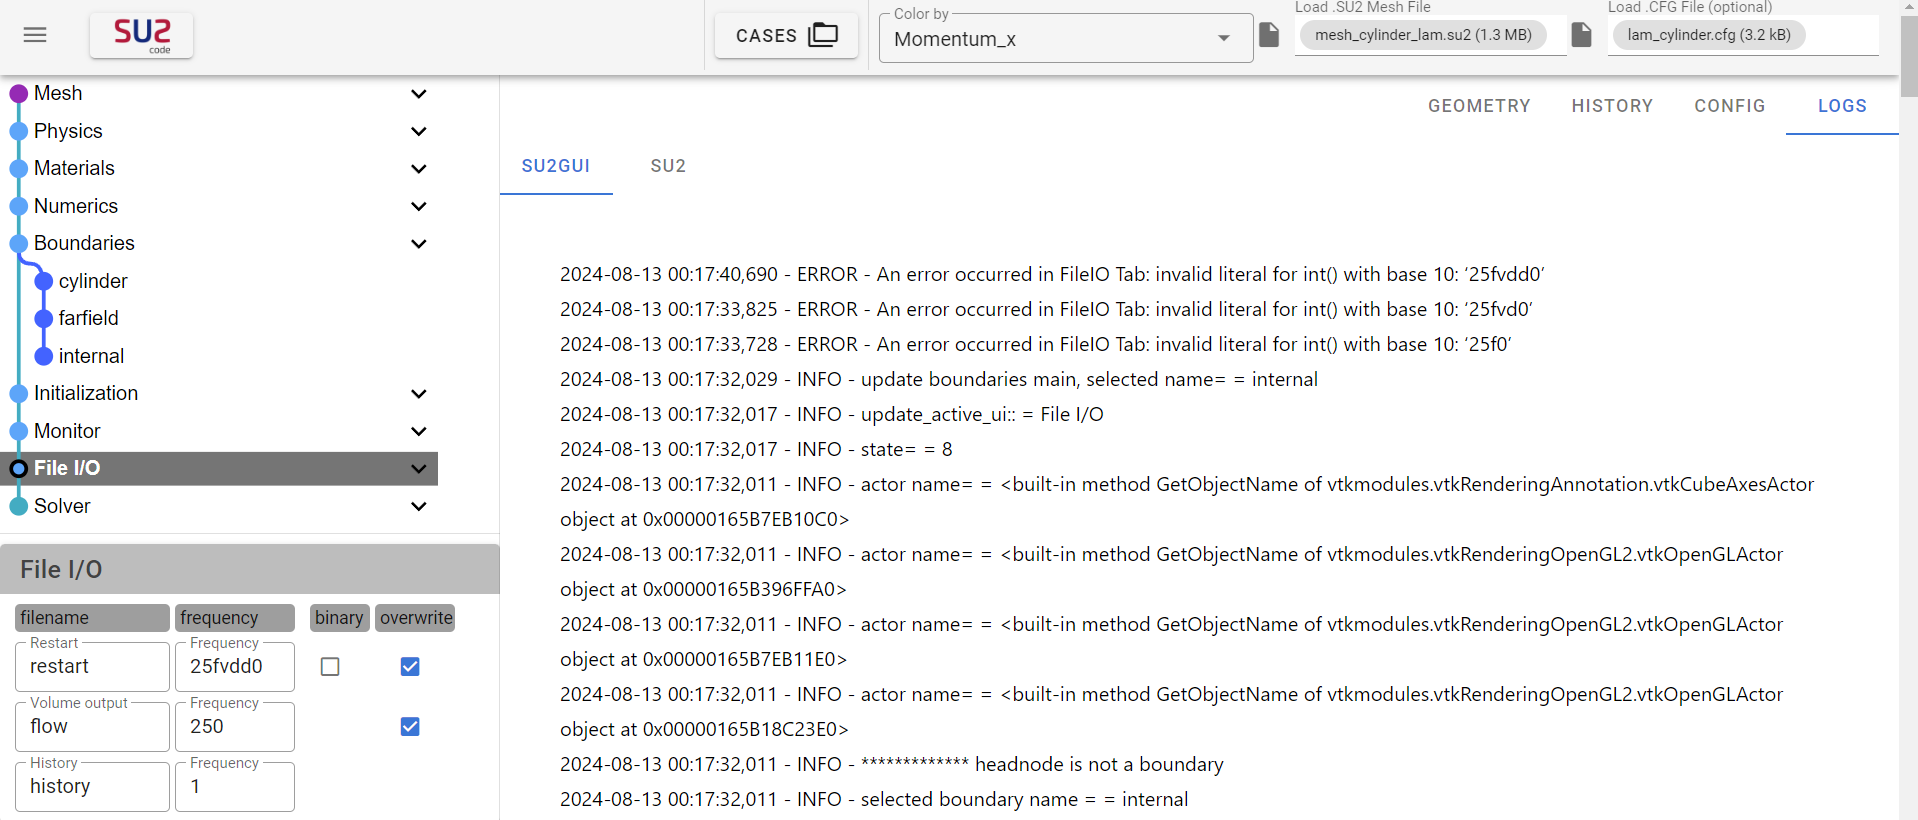 SU2
code
CASES
Color by
Momentum_x
Load .SU2 Mesh File
mesh_cylinder_lam.su2 (1.3 MB)
Load .CFG File (optional)
lam_cylinder.cfg (3.2 kB)
Mesh
Physics
Materials
Numerics
Boundaries
cylinder
farfield
internal
Initialization
Monitor
File I/O
Solver
File I/O
filename frequency binary overwrite
Restart Frequency
restart 25fvdd0
Volume output Frequency
flow 250
History Frequency
history 1
GEOMETRY HISTORY CONFIG LOGS
SU2GUI SU2
2024-08-13 00:17:40,690 - ERROR - An error occurred in FileIO Tab: invalid literal for int() with base 10: ‘25fvdd0’
2024-08-13 00:17:33,825 - ERROR - An error occurred in FileIO Tab: invalid literal for int() with base 10: ‘25fvd0’
2024-08-13 00:17:33,728 - ERROR - An error occurred in FileIO Tab: invalid literal for int() with base 10: ‘25f0’
2024-08-13 00:17:32,029 - INFO - update boundaries main, selected name= = internal
2024-08-13 00:17:32,017 - INFO - update_active_ui:: = File I/O
2024-08-13 00:17:32,017 - INFO - state= = 8
2024-08-13 00:17:32,011 - INFO - actor name= = <built-in method GetObjectName of vtkmodules.vtkRenderingAnnotation.vtkCubeAxesActor
object at 0x00000165B7EB10C0>
2024-08-13 00:17:32,011 - INFO - actor name= = <built-in method GetObjectName of vtkmodules.vtkRenderingOpenGL2.vtkOpenGLActor
object at 0x00000165B396FFA0>
2024-08-13 00:17:32,011 - INFO - actor name= = <built-in method GetObjectName of vtkmodules.vtkRenderingOpenGL2.vtkOpenGLActor
object at 0x00000165B7EB11E0>
2024-08-13 00:17:32,011 - INFO - actor name= = <built-in method GetObjectName of vtkmodules.vtkRenderingOpenGL2.vtkOpenGLActor
object at 0x00000165B18C23E0>
2024-08-13 00:17:32,011 - INFO - ************* headnode is not a boundary
2024-08-13 00:17:32,011 - INFO - selected boundary name = = internal